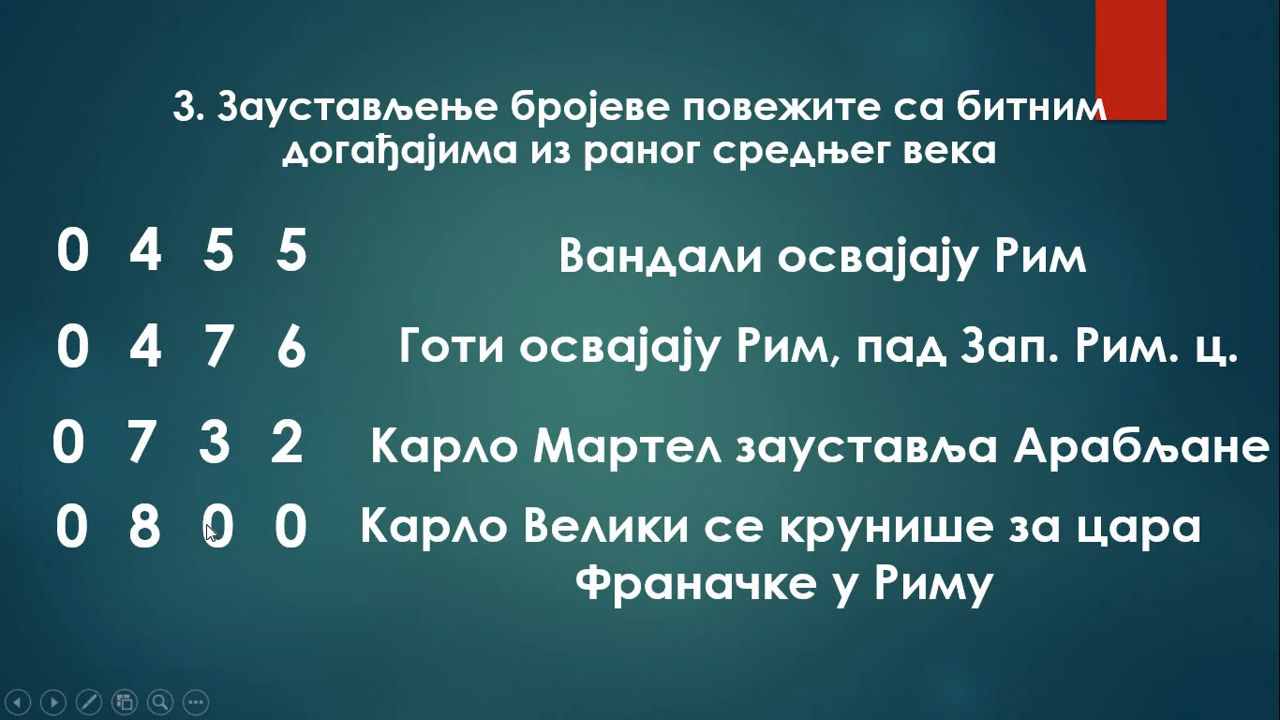 3. Заустављење бројеве повежите са битним
догађајима из раног средњег века
0 4 5 5 Вандали освајају Рим
0 4 7 6 Готи освајају Рим, пад Зап. Рим. ц.
0 7 3 2 Карло Мартел зауставља Арабљане
0 8 0 0 Карло Велики се крунише за цара
Франачке у Риму